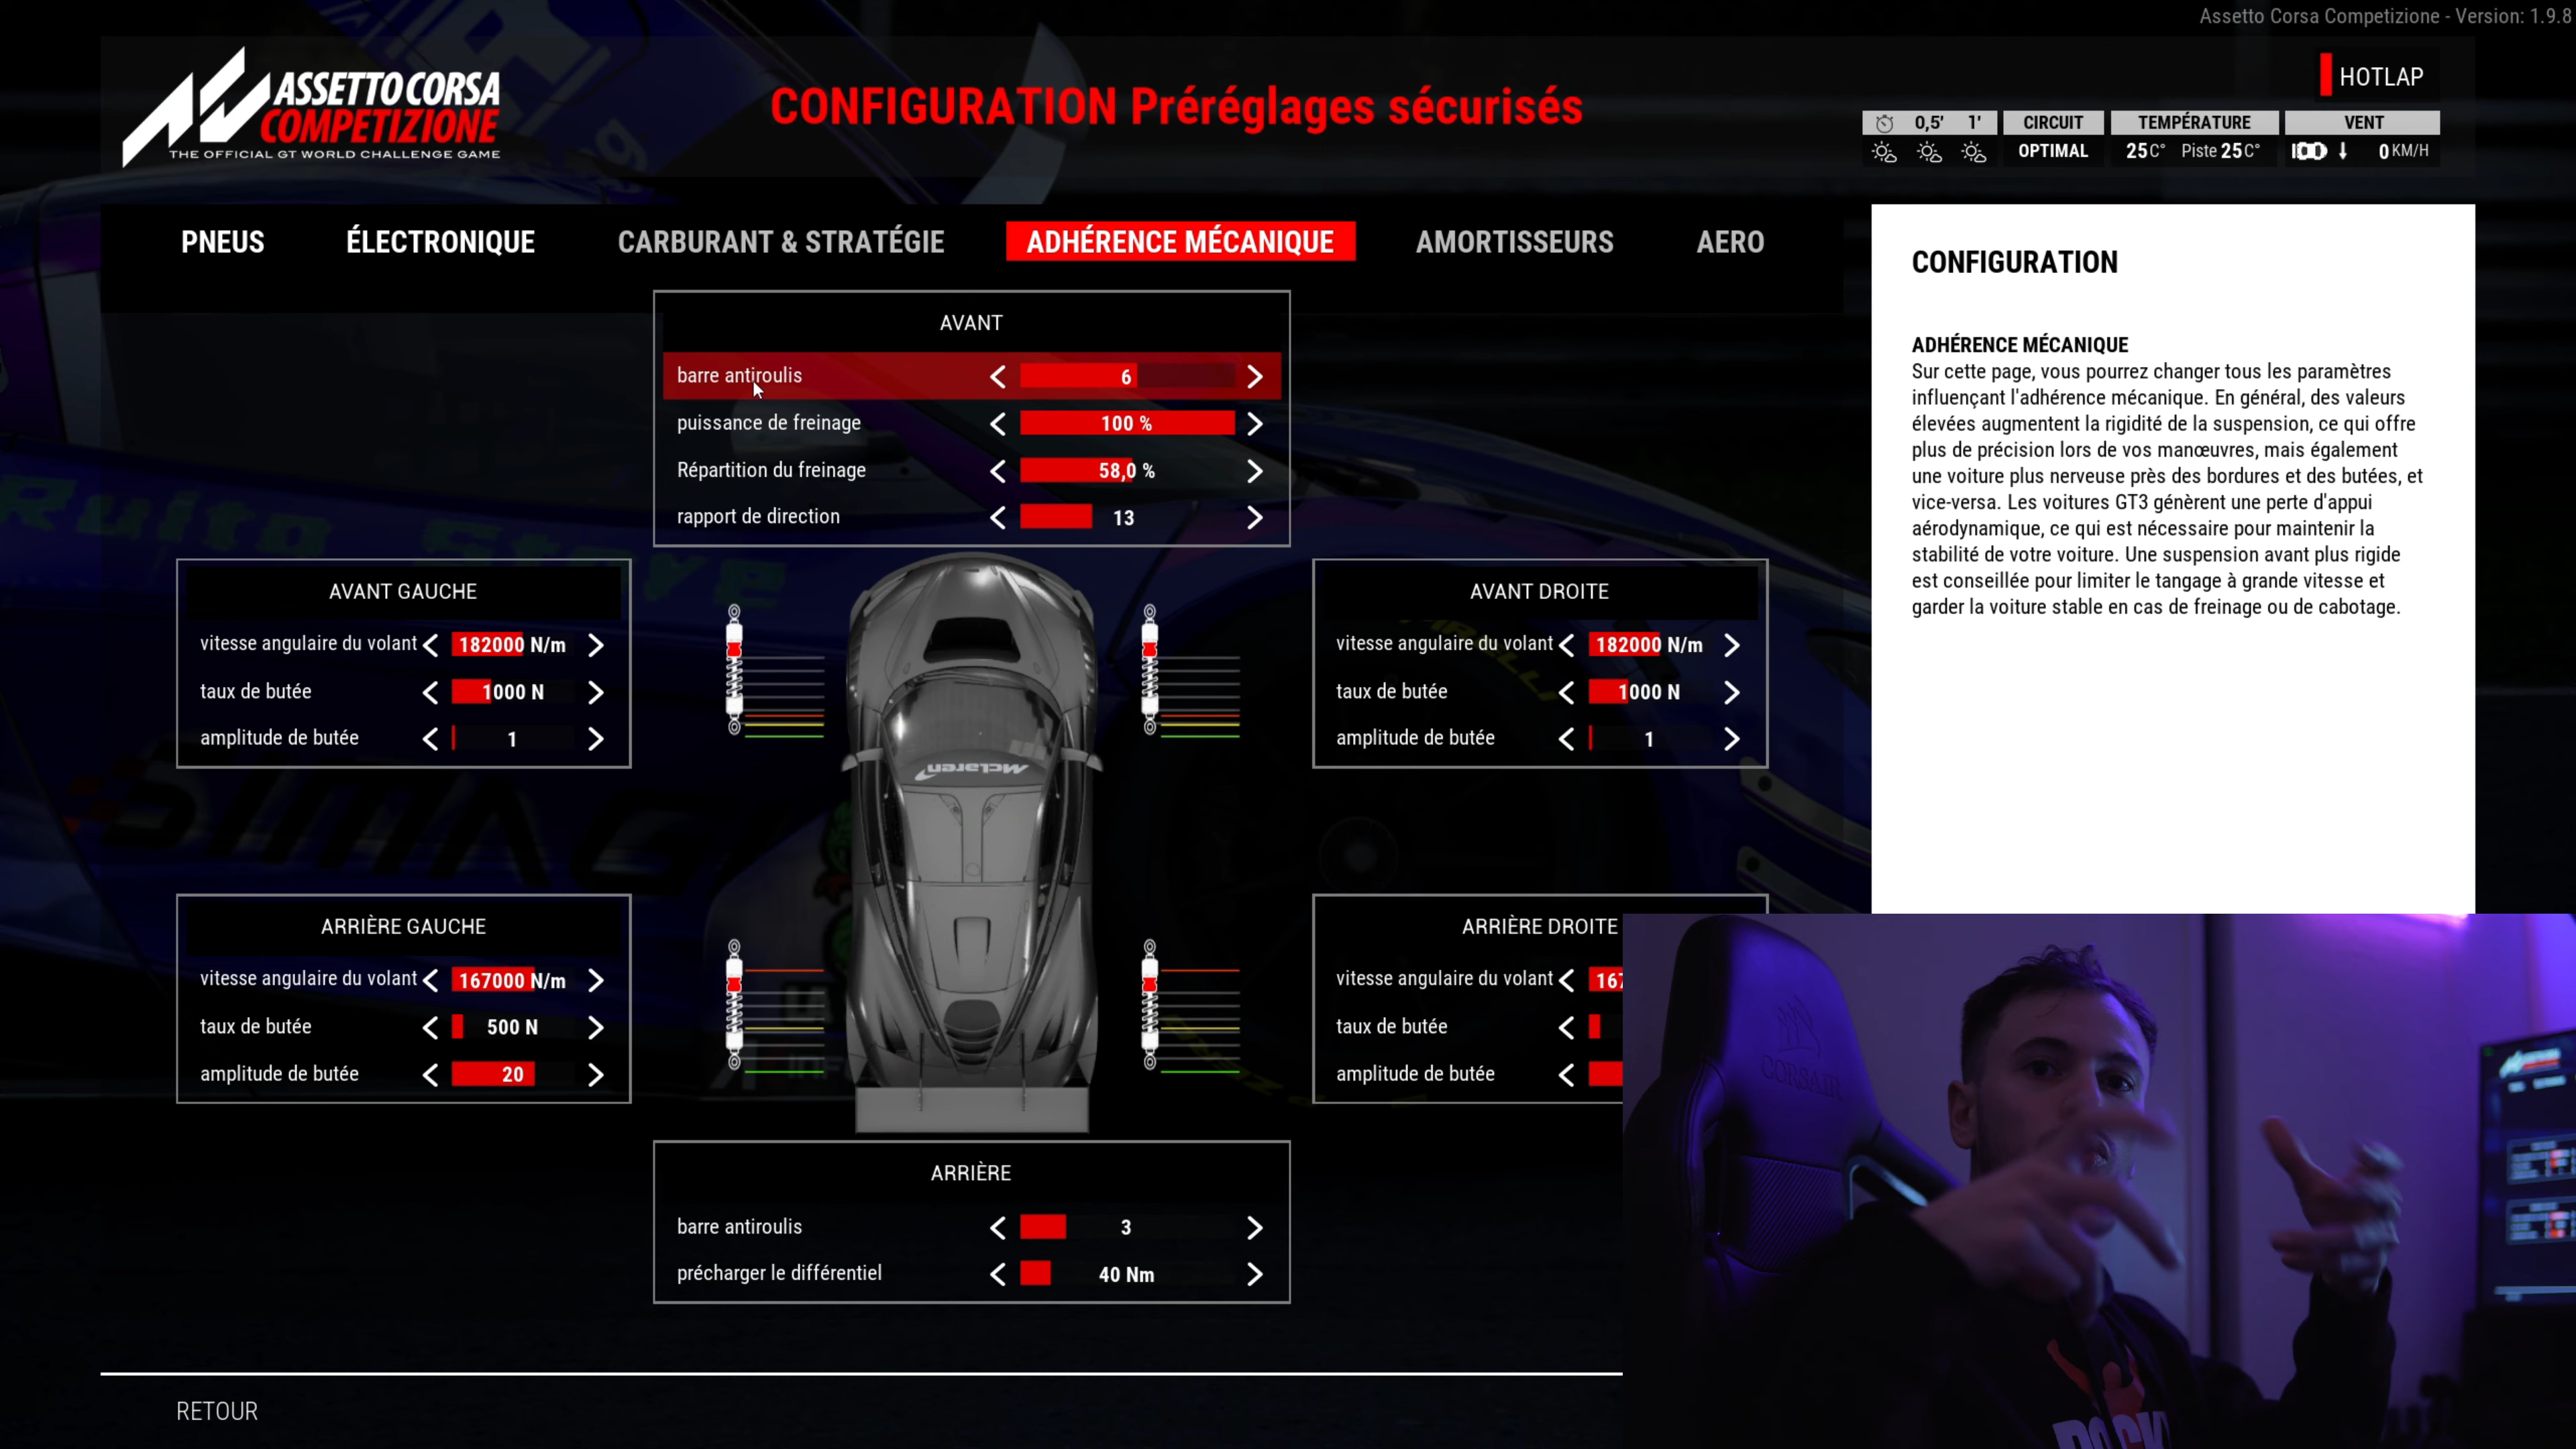 Assetto Corsa Competizione - Version: 1.9.8
ASSETTO CORSA
COMPETIZIONE
THE OFFICIAL GT WORLD CHALLENGE GAME
CONFIGURATION Préréglages sécurisés
HOTLAP
0,5' 1' CIRCUIT TEMPÉRATURE VENT
OPTIMAL 25C° Piste 25C° 0 KM/H
PNEUS ÉLECTRONIQUE CARBURANT & STRATÉGIE ADHÉRENCE MÉCANIQUE AMORTISSEURS AERO
AVANT
barre antiroulis 6
puissance de freinage 100 %
Répartition du freinage 58,0 %
rapport de direction 13
AVANT GAUCHE
vitesse angulaire du volant 182000 N/m
taux de butée 1000 N
amplitude de butée 1
AVANT DROITE
vitesse angulaire du volant 182000 N/m
taux de butée 1000 N
amplitude de butée 1
Mclaren
ARRIÈRE GAUCHE
vitesse angulaire du volant 167000 N/m
taux de butée 500 N
amplitude de butée 20
ARRIÈRE DROITE
vitesse angulaire du volant 167
taux de butée
amplitude de butée
ARRIÈRE
barre antiroulis 3
précharger le différentiel 40 Nm
RETOUR
CONFIGURATION
ADHÉRENCE MÉCANIQUE
Sur cette page, vous pourrez changer tous les paramètres
influençant l'adhérence mécanique. En général, des valeurs
élevées augmentent la rigidité de la suspension, ce qui offre
plus de précision lors de vos manœuvres, mais également
une voiture plus nerveuse près des bordures et des butées, et
vice-versa. Les voitures GT3 génèrent une perte d'appui
aérodynamique, ce qui est nécessaire pour maintenir la
stabilité de votre voiture. Une suspension avant plus rigide
est conseillée pour limiter le tangage à grande vitesse et
garder la voiture stable en cas de freinage ou de cabotage.
CORSAIR